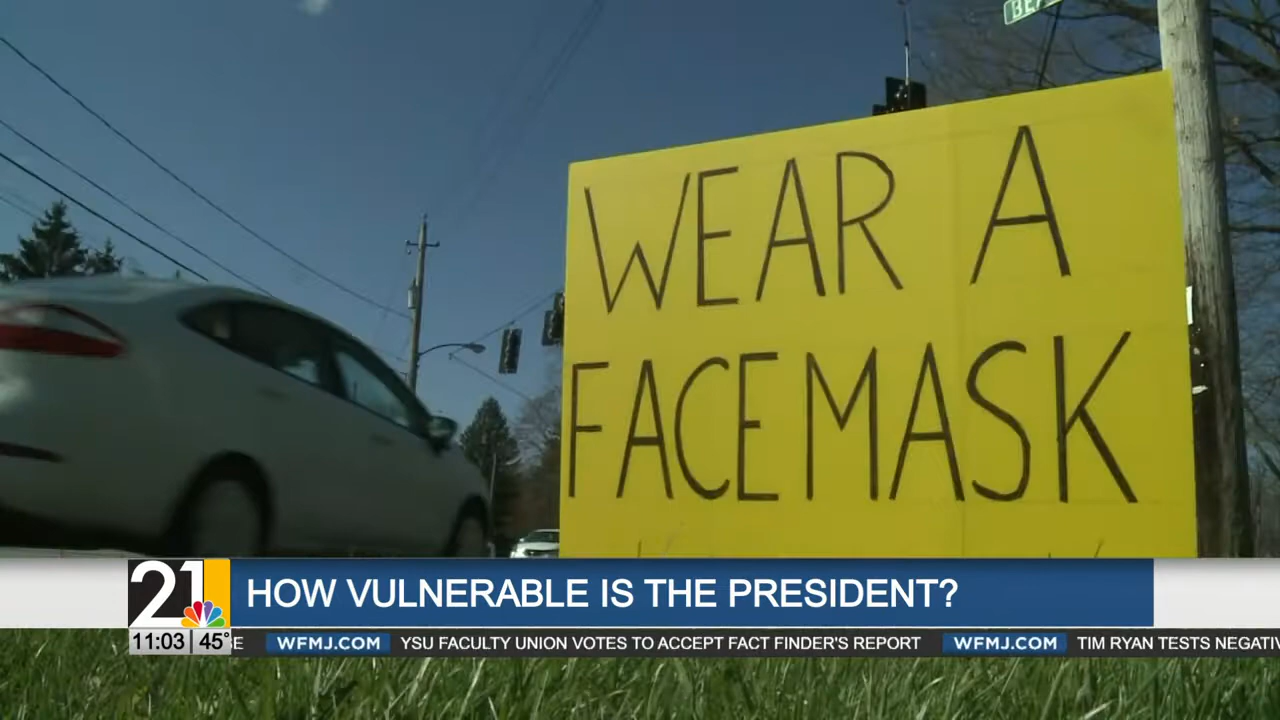 WEAR A
FACEMASK
21
HOW VULNERABLE IS THE PRESIDENT?
11:03 45°
WFMJ.COM YSU FACULTY UNION VOTES TO ACCEPT FACT FINDER'S REPORT WFMJ.COM TIM RYAN TESTS NEGATIV